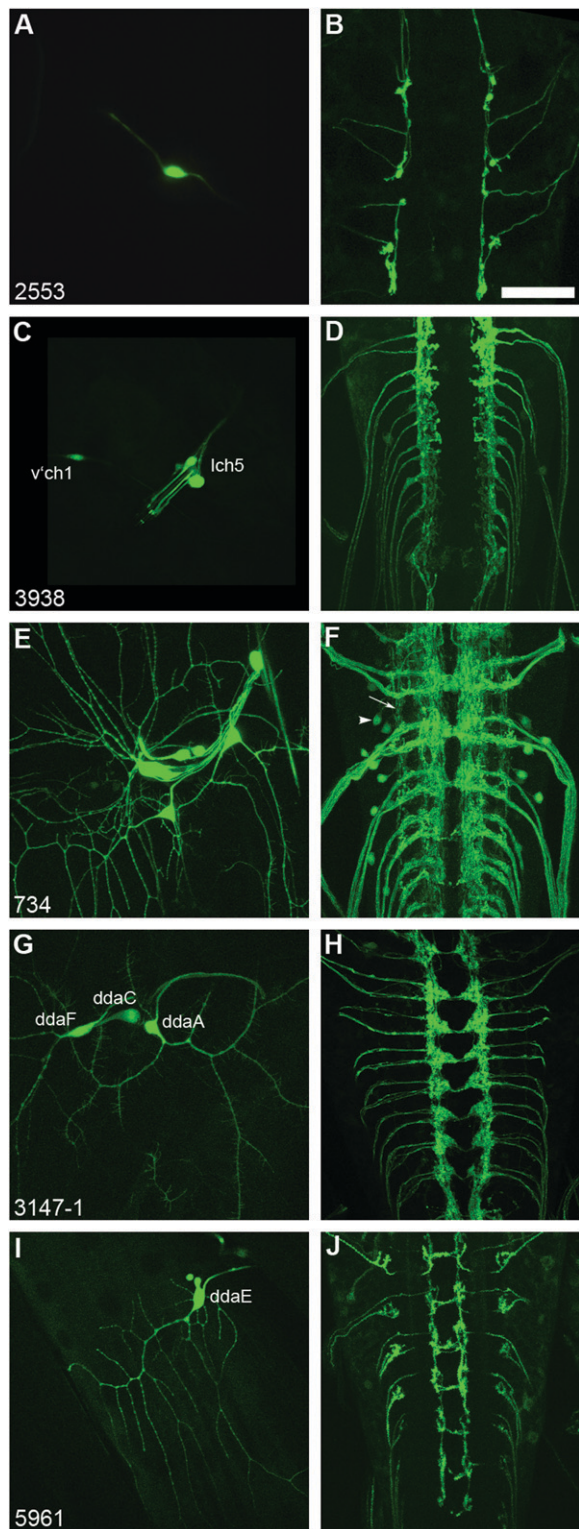 A
B
2553
C
D
v'ch1
lch5
3938
E
F
734
G
H
ddaC
ddaF
ddaA
3147-1
I
J
ddaE
5961